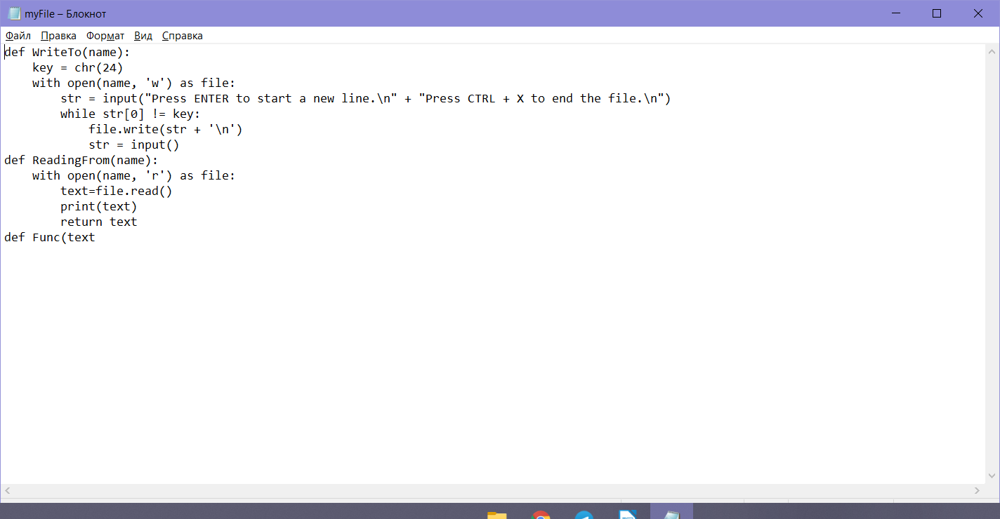 myFile – Блокнот
Файл Правка Формат Вид Справка
def WriteTo(name):
    key = chr(24)
    with open(name, 'w') as file:
        str = input("Press ENTER to start a new line.\n" + "Press CTRL + X to end the file.\n")
        while str[0] != key:
            file.write(str + '\n')
            str = input()
def ReadingFrom(name):
    with open(name, 'r') as file:
        text=file.read()
        print(text)
        return text
def Func(text